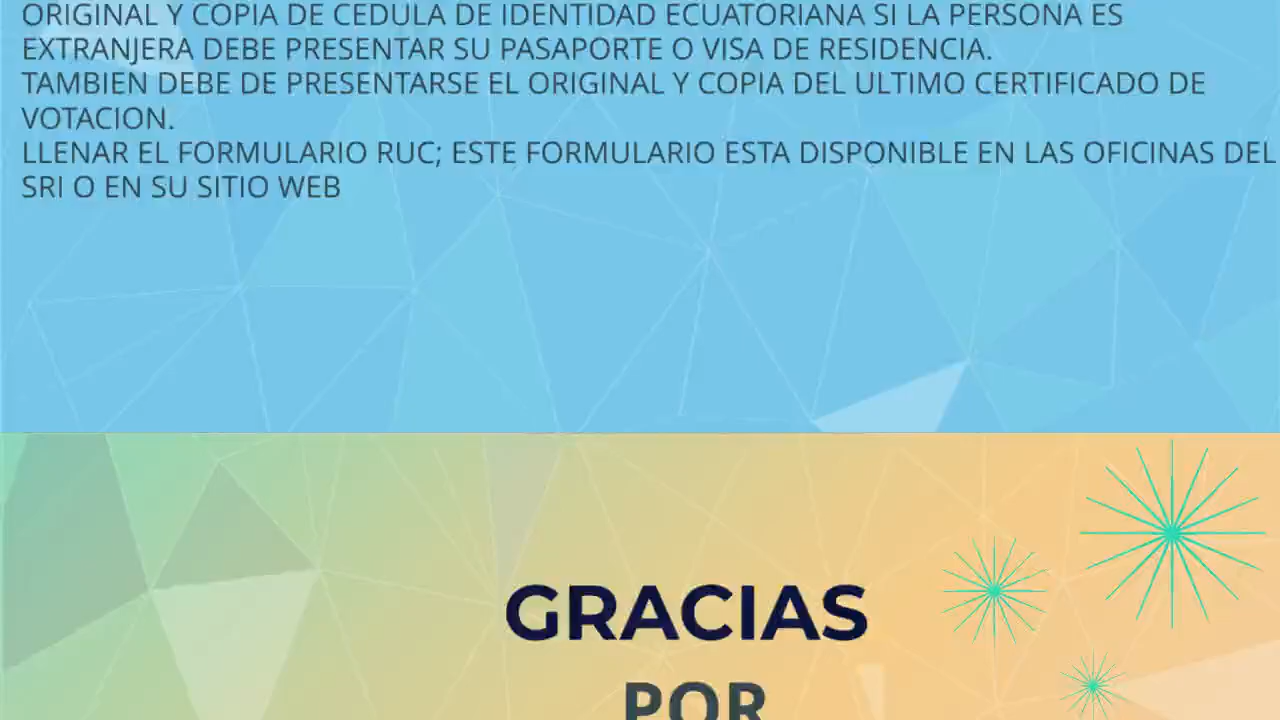 ORIGINAL Y COPIA DE CEDULA DE IDENTIDAD ECUATORIANA SI LA PERSONA ES
EXTRANJERA DEBE PRESENTAR SU PASAPORTE O VISA DE RESIDENCIA.
TAMBIEN DEBE DE PRESENTARSE EL ORIGINAL Y COPIA DEL ULTIMO CERTIFICADO DE
VOTACION.
LLENAR EL FORMULARIO RUC; ESTE FORMULARIO ESTA DISPONIBLE EN LAS OFICINAS DEL
SRI O EN SU SITIO WEB
GRACIAS
POR